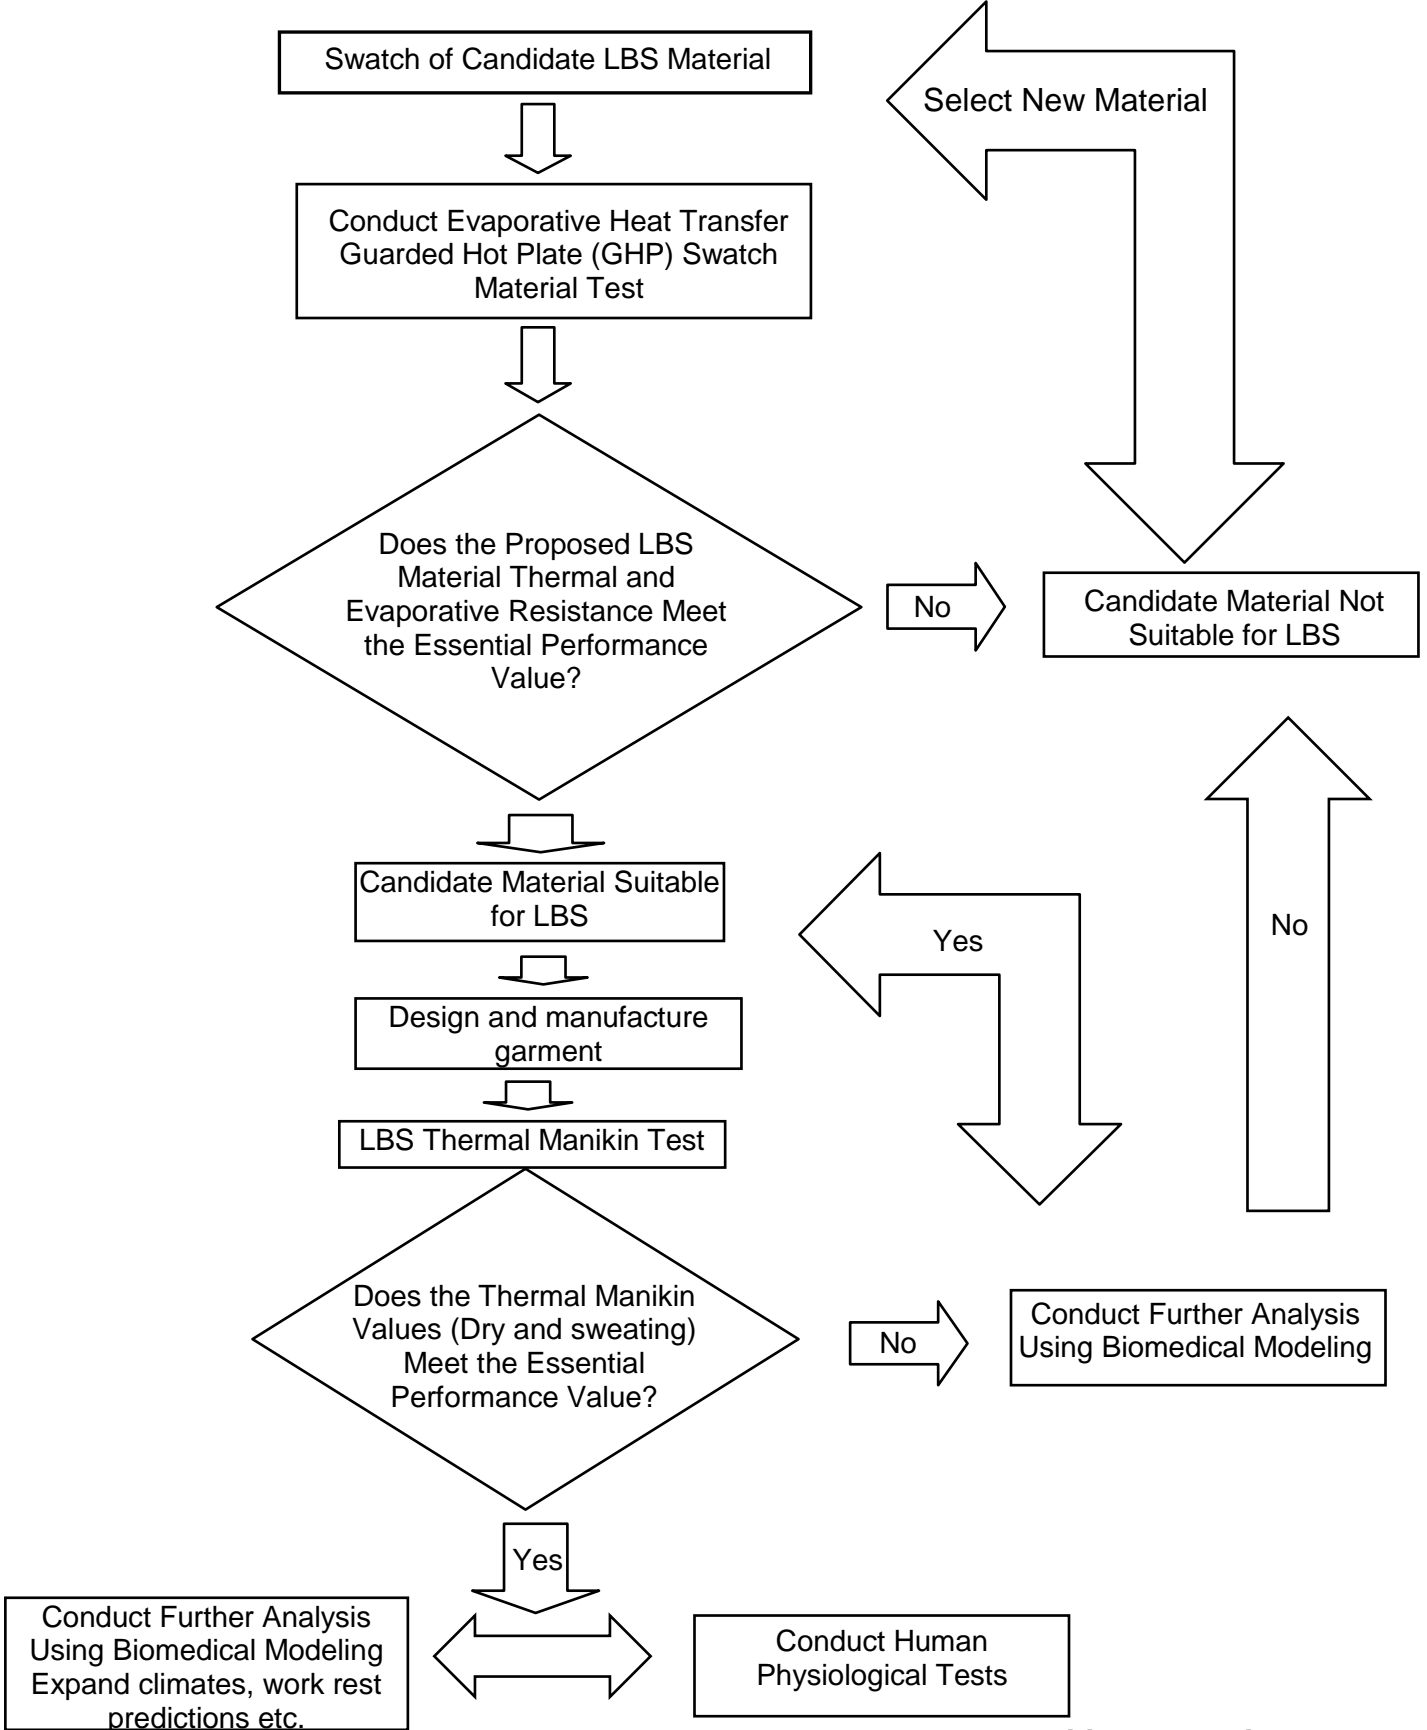 Swatch of Candidate LBS Material
Select New Material
Conduct Evaporative Heat Transfer
Guarded Hot Plate (GHP) Swatch
Material Test
Does the Proposed LBS
Material Thermal and
Evaporative Resistance Meet
the Essential Performance
Value?
No
Candidate Material Not
Suitable for LBS
Candidate Material Suitable
for LBS
Yes
No
Design and manufacture
garment
LBS Thermal Manikin Test
Does the Thermal Manikin
Values (Dry and sweating)
Meet the Essential
Performance Value?
No
Conduct Further Analysis
Using Biomedical Modeling
Yes
Conduct Further Analysis
Using Biomedical Modeling
Expand climates, work rest
predictions etc.
Conduct Human
Physiological Tests